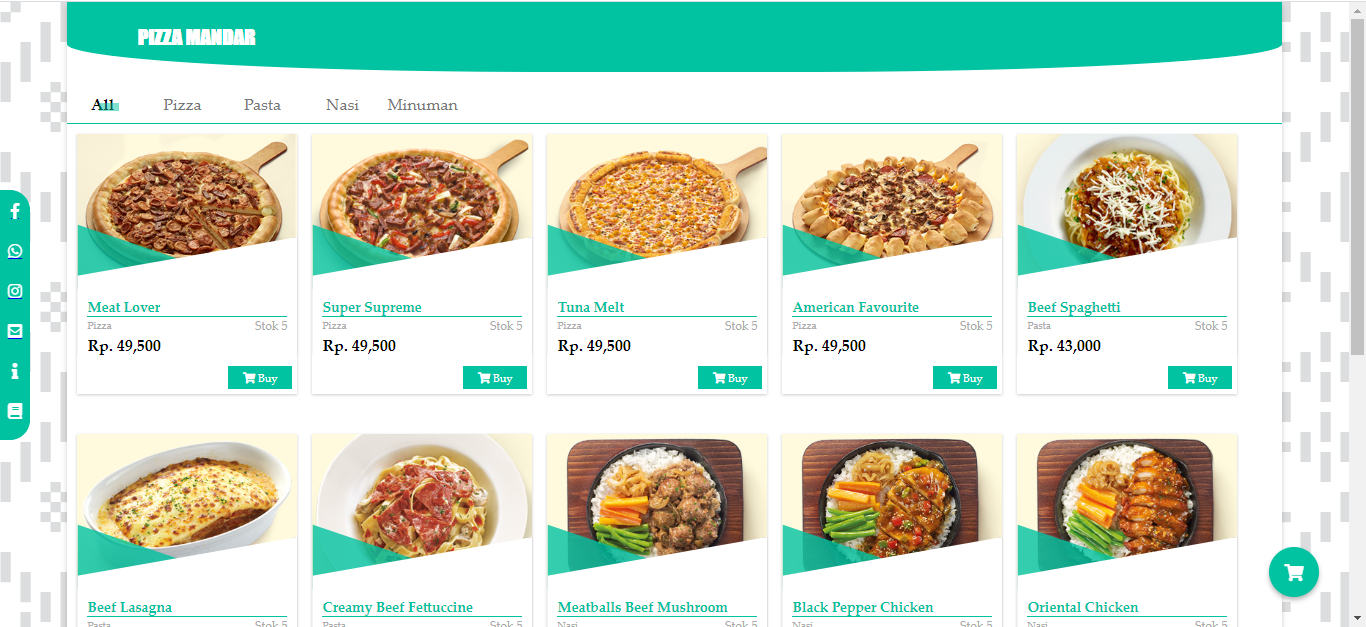 PIZZA MANDAR
All Pizza Pasta Nasi Minuman
Meat Lover
Pizza Stok 5
Rp. 49,500
Buy
Super Supreme
Pizza Stok 5
Rp. 49,500
Buy
Tuna Melt
Pizza Stok 5
Rp. 49,500
Buy
American Favourite
Pizza Stok 5
Rp. 49,500
Buy
Beef Spaghetti
Pasta Stok 5
Rp. 43,000
Buy
Beef Lasagna
Pasta Stok 5
Creamy Beef Fettuccine
Pasta Stok 5
Meatballs Beef Mushroom
Nasi Stok 5
Black Pepper Chicken
Nasi Stok 5
Oriental Chicken
Nasi Stok 5